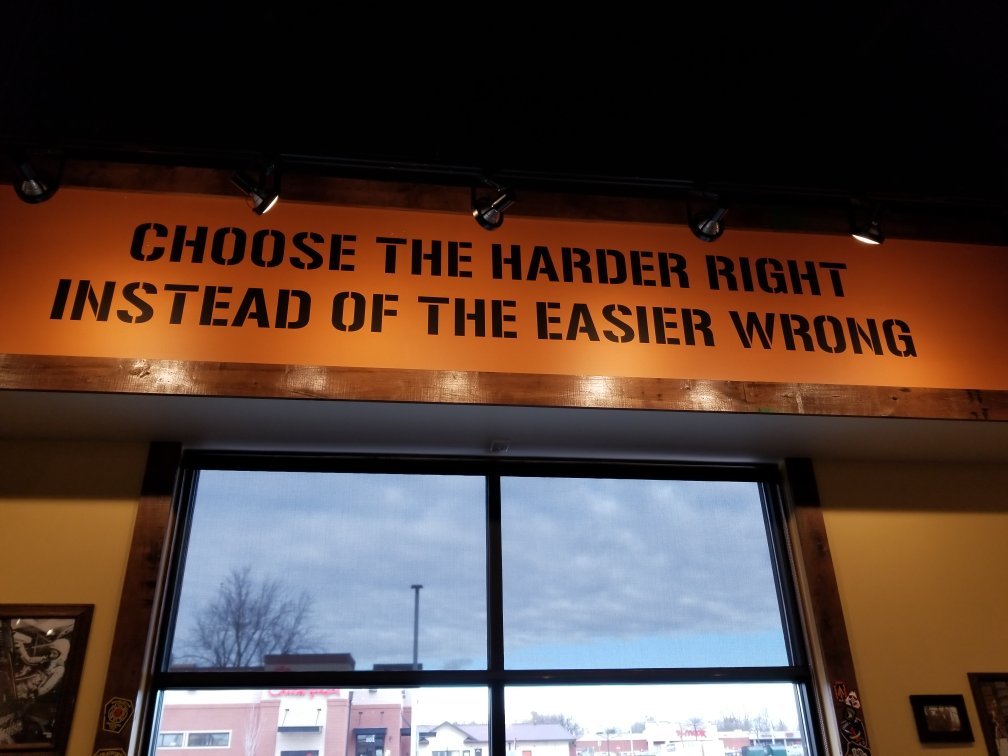 CHOOSE THE HARDER RIGHT
INSTEAD OF THE EASIER WRONG